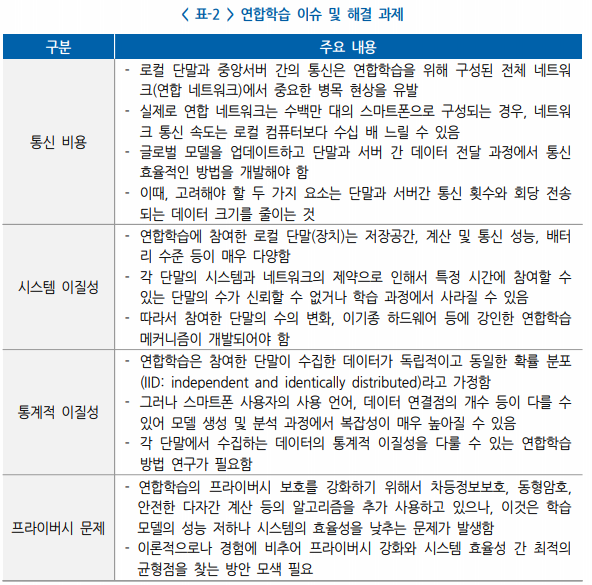 < 표-2 > 연합학습 이슈 및 해결 과제
구분
주요 내용
통신 비용
- 로컬 단말과 중앙서버 간의 통신은 연합학습을 위해 구성된 전체 네트워
크(연합 네트워크)에서 중요한 병목 현상을 유발
- 실제로 연합 네트워크는 수백만 대의 스마트폰으로 구성되는 경우, 네트워
크 통신 속도는 로컬 컴퓨터보다 수십 배 느릴 수 있음
- 글로벌 모델을 업데이트하고 단말과 서버 간 데이터 전달 과정에서 통신
효율적인 방법을 개발해야 함
- 이때, 고려해야 할 두 가지 요소는 단말과 서버간 통신 횟수와 회당 전송
되는 데이터 크기를 줄이는 것
시스템 이질성
- 연합학습에 참여한 로컬 단말(장치)는 저장공간, 계산 및 통신 성능, 배터
리 수준 등이 매우 다양함
- 각 단말의 시스템과 네트워크의 제약으로 인해서 특정 시간에 참여할 수
있는 단말의 수가 신뢰할 수 없거나 학습 과정에서 사라질 수 있음
- 따라서 참여한 단말의 수의 변화, 이기종 하드웨어 등에 강인한 연합학습
메커니즘이 개발되어야 함
통계적 이질성
- 연합학습은 참여한 단말이 수집한 데이터가 독립적이고 동일한 확률 분포
(IID: independent and identically distributed)라고 가정함
- 그러나 스마트폰 사용자의 사용 언어, 데이터 연결점의 개수 등이 다를 수
있어 모델 생성 및 분석 과정에서 복잡성이 매우 높아질 수 있음
- 각 단말에서 수집하는 데이터의 통계적 이질성을 다룰 수 있는 연합학습
방법 연구가 필요함
프라이버시 문제
- 연합학습의 프라이버시 보호를 강화하기 위해서 차등정보보호, 동형암호,
안전한 다자간 계산 등의 알고리즘을 추가 사용하고 있으나, 이것은 학습
모델의 성능 저하나 시스템의 효율성을 낮추는 문제가 발생함
- 이론적으로나 경험에 비추어 프라이버시 강화와 시스템 효율성 간 최적의
균형점을 찾는 방안 모색 필요